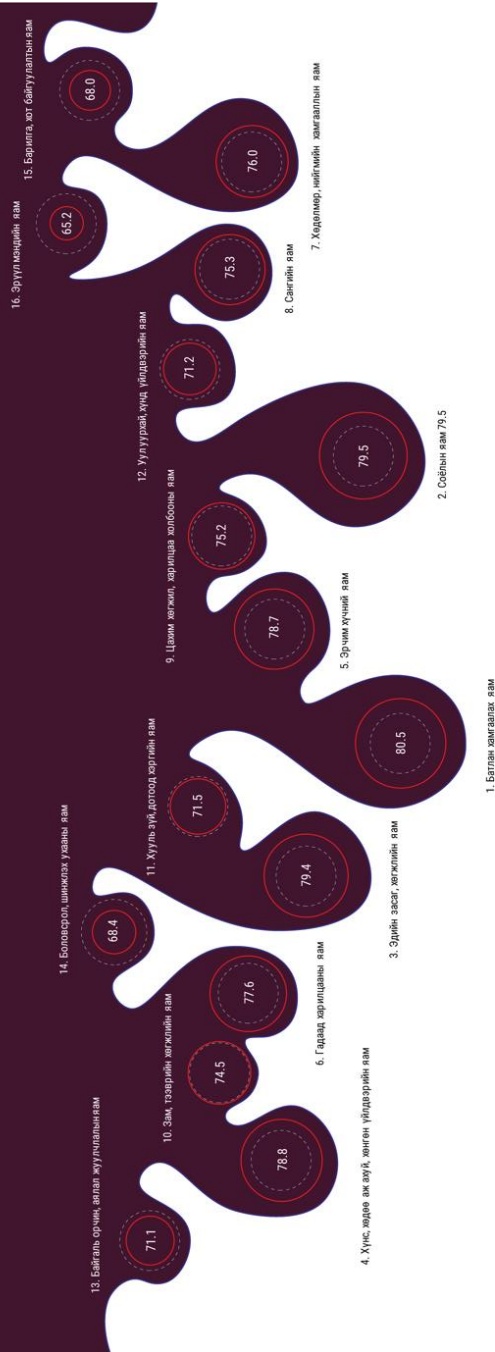 13. Байгаль орчин, аялал жуулчлалын яам
71.1
78.8
4. Хүнс, хөдөө аж ахуй, хөнгөн үйлдвэрийн яам
10. Зам, тээврийн хөгжлийн яам
74.5
77.6
6. Гадаад харилцааны яам
14. Боловсрол, шинжлэх ухааны яам
68.4
79.4
3. Эдийн засаг, хөгжлийн яам
11. Хууль зүй, дотоод хэргийн яам
71.5
80.5
1. Батлан хамгаалах яам
78.7
5. Эрчим хүчний яам
9. Цахим хөгжил, харилцаа холбооны яам
75.2
79.5
2. Соёлын яам 79.5
12. Уул уурхай, хүнд үйлдвэрийн яам
71.2
75.3
8. Сангийн яам
16. Эрүүл мэндийн яам
65.2
76.0
7. Хөдөлмөр, нийгмийн хамгааллын яам
15. Барилга, хот байгуулалтын яам
68.0